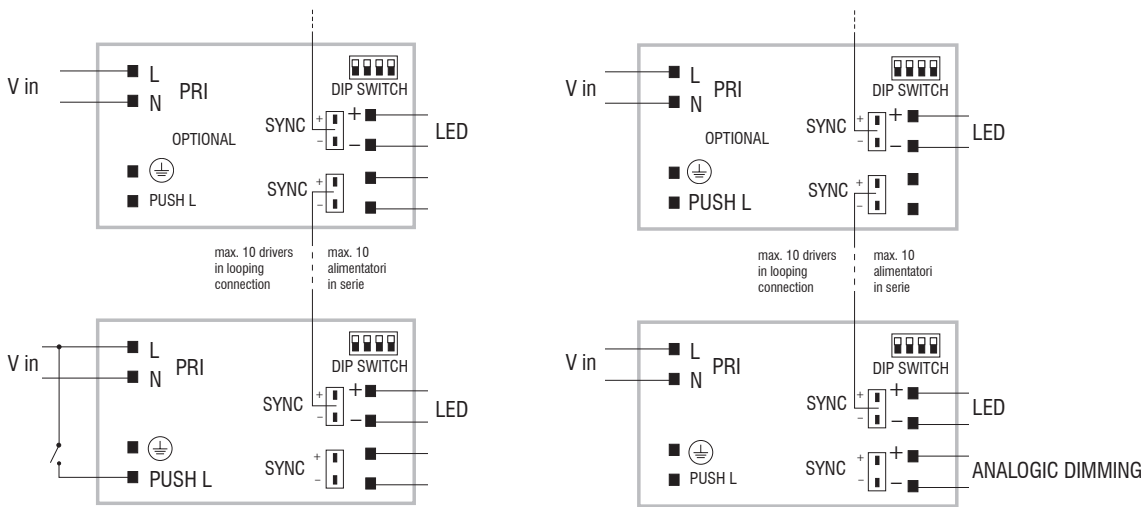 V in
L
N
PRI
DIP SWITCH
OPTIONAL
SYNC
+
-
+
-
LED
PUSH L
SYNC
+
-
max. 10 drivers
in looping
connection
max. 10
alimentatori
in serie
V in
L
N
PRI
DIP SWITCH
SYNC
+
-
+
-
LED
PUSH L
SYNC
+
-
V in
L
N
PRI
DIP SWITCH
OPTIONAL
SYNC
+
-
+
-
LED
PUSH L
SYNC
+
-
max. 10 drivers
in looping
connection
max. 10
alimentatori
in serie
V in
L
N
PRI
DIP SWITCH
SYNC
+
-
+
-
LED
PUSH L
SYNC
+
-
+
-
ANALOGIC DIMMING